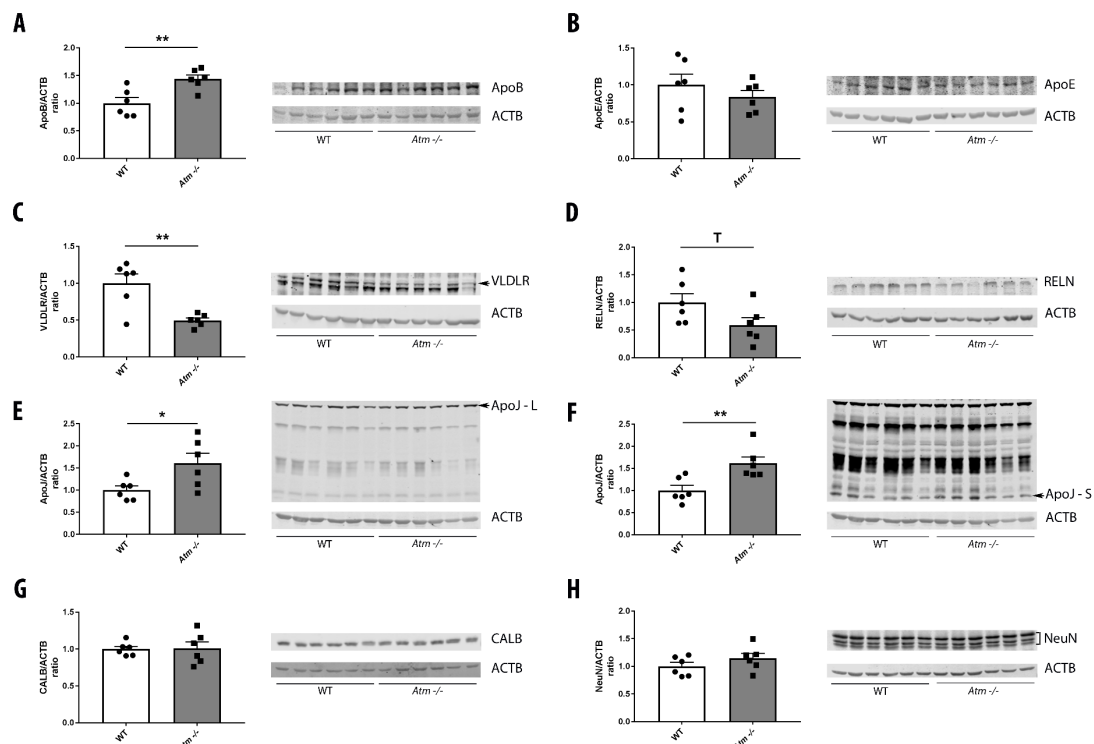 A
**
2.0
1.5
1.0
0.5
0.0
ApoB/ACTB
ratio
WT
Atm -/-
ApoB
ACTB
WT
Atm -/-
B
1.5
1.0
0.5
0.0
ApoE/ACTB
ratio
WT
Atm -/-
ApoE
ACTB
WT
Atm -/-
C
**
1.5
1.0
0.5
0.0
VLDLR/ACTB
ratio
WT
Atm -/-
VLDLR
ACTB
WT
Atm -/-
D
T
2.0
1.5
1.0
0.5
0.0
RELN/ACTB
ratio
WT
Atm -/-
RELN
ACTB
WT
Atm -/-
E
*
2.5
2.0
1.5
1.0
0.5
0.0
ApoJ/ACTB
ratio
WT
Atm -/-
ApoJ - L
ACTB
WT
Atm -/-
F
**
2.5
2.0
1.5
1.0
0.5
0.0
ApoJ/ACTB
ratio
WT
Atm -/-
ApoJ - S
ACTB
WT
Atm -/-
G
1.5
1.0
0.5
0.0
CALB/ACTB
ratio
WT
Atm -/-
CALB
ACTB
WT
Atm -/-
H
2.0
1.5
1.0
0.5
0.0
NeuN/ACTB
ratio
WT
Atm -/-
NeuN
ACTB
WT
Atm -/-